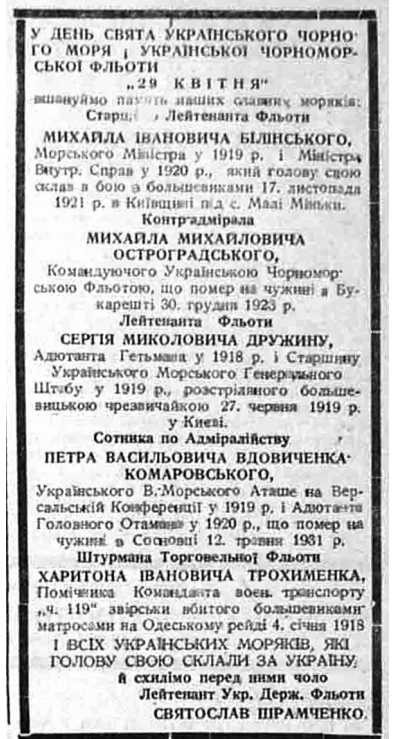 У ДЕНЬ СВЯТА УКРАЇНСЬКОГО ЧОРНО-
ГО МОРЯ І УКРАЇНСЬКОЇ ЧОРНОМОР-
СЬКОЇ ФЛЬОТИ
„29 КВІТНЯ"
вшануймо память наших славних моряків:
Лейтенанта Фльоти
МИХАЙЛА ІВАНОВИЧА БІЛІНСЬКОГО,
Морського Міністра у 1919 р. і Міністра
Внутр. Справ у 1920 р., який голову свою
склав в бою з большевиками 17. листопада
1921 р. в Київщині під с. Малі Міньки.
Контр-адмірала
МИХАЙЛА МИХАЙЛОВИЧА
ОСТРОГРАДСЬКОГО,
Командуючого Українською Чорномор-
ською Фльотою, що помер на чужині в Бу-
карешті 30. грудня 1923 р.
Лейтенанта Фльоти
СЕРГІЯ МИКОЛОВИЧА ДРУЖИНУ,
Адютанта Гетьмана у 1918 р. і Старшину
Українського Морського Генерального
Штабу у 1919 р., розстріляного больше-
вицькою чрезвичайкою 27. червня 1919 р.
у Києві.
Сотника по Адміралійству
ПЕТРА ВАСИЛЬОВИЧА ВДОВИЧЕНКА-
КОМАРОВСЬКОГО,
Українського В.-Морського Аташе на Вер-
сальській Конференції у 1919 р. і Адютанта
Головного Отамана у 1920 р., що помер на
чужині в Сосновці 12. травня 1931 р.
Штурмана Торговельної Фльоти
ХАРИТОНА ІВАНОВИЧА ТРОХИМЕНКА,
Помічника Команданта воєн. транспорту
„ч. 119" звірськи вбитого большевиками-
матросами на Одеському рейді 4. січня 1918
І ВСІХ УКРАЇНСЬКИХ МОРЯКІВ, ЯКІ
ГОЛОВУ СВОЮ СКЛАЛИ ЗА УКРАЇНУ,
й схилімо перед ними чоло
Лейтенант Укр. Держ. Фльоти
СВЯТОСЛАВ ШРАМЧЕНКО.